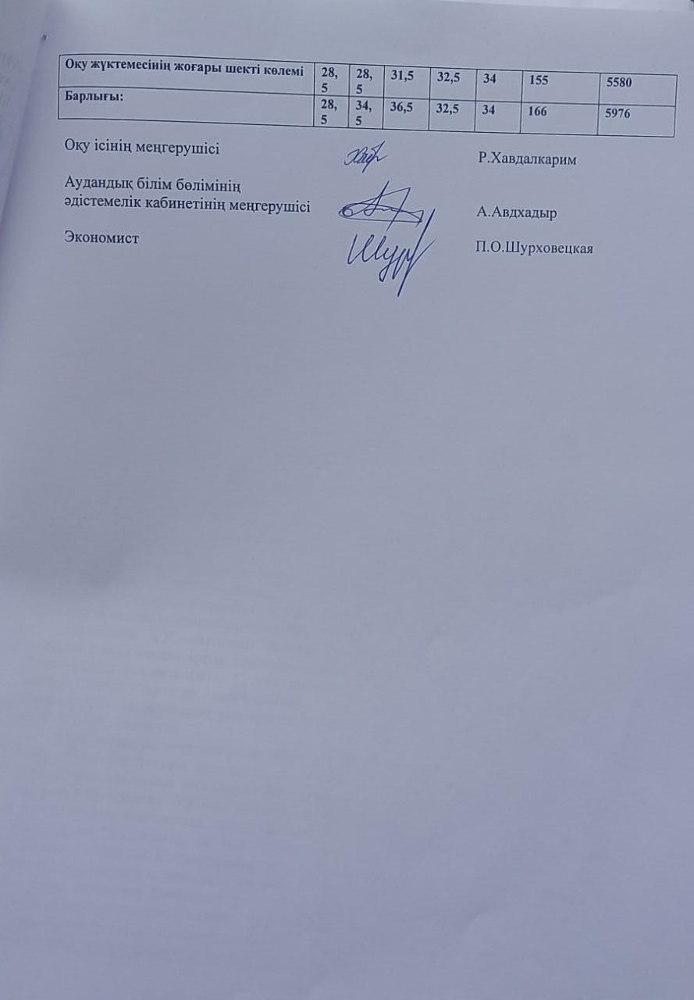 Оқу жүктемесінің жоғары шекті көлемі 28,5 28,5 31,5 32,5 34 155 5580
Барлығы: 28,5 34,5 36,5 32,5 34 166 5976
Оқу ісінің меңгерушісі Р.Хавдалкарим
Аудандық білім бөлімінің
әдістемелік кабинетінің меңгерушісі А.Авдхадыр
Экономист Шур П.О.Шурховецкая